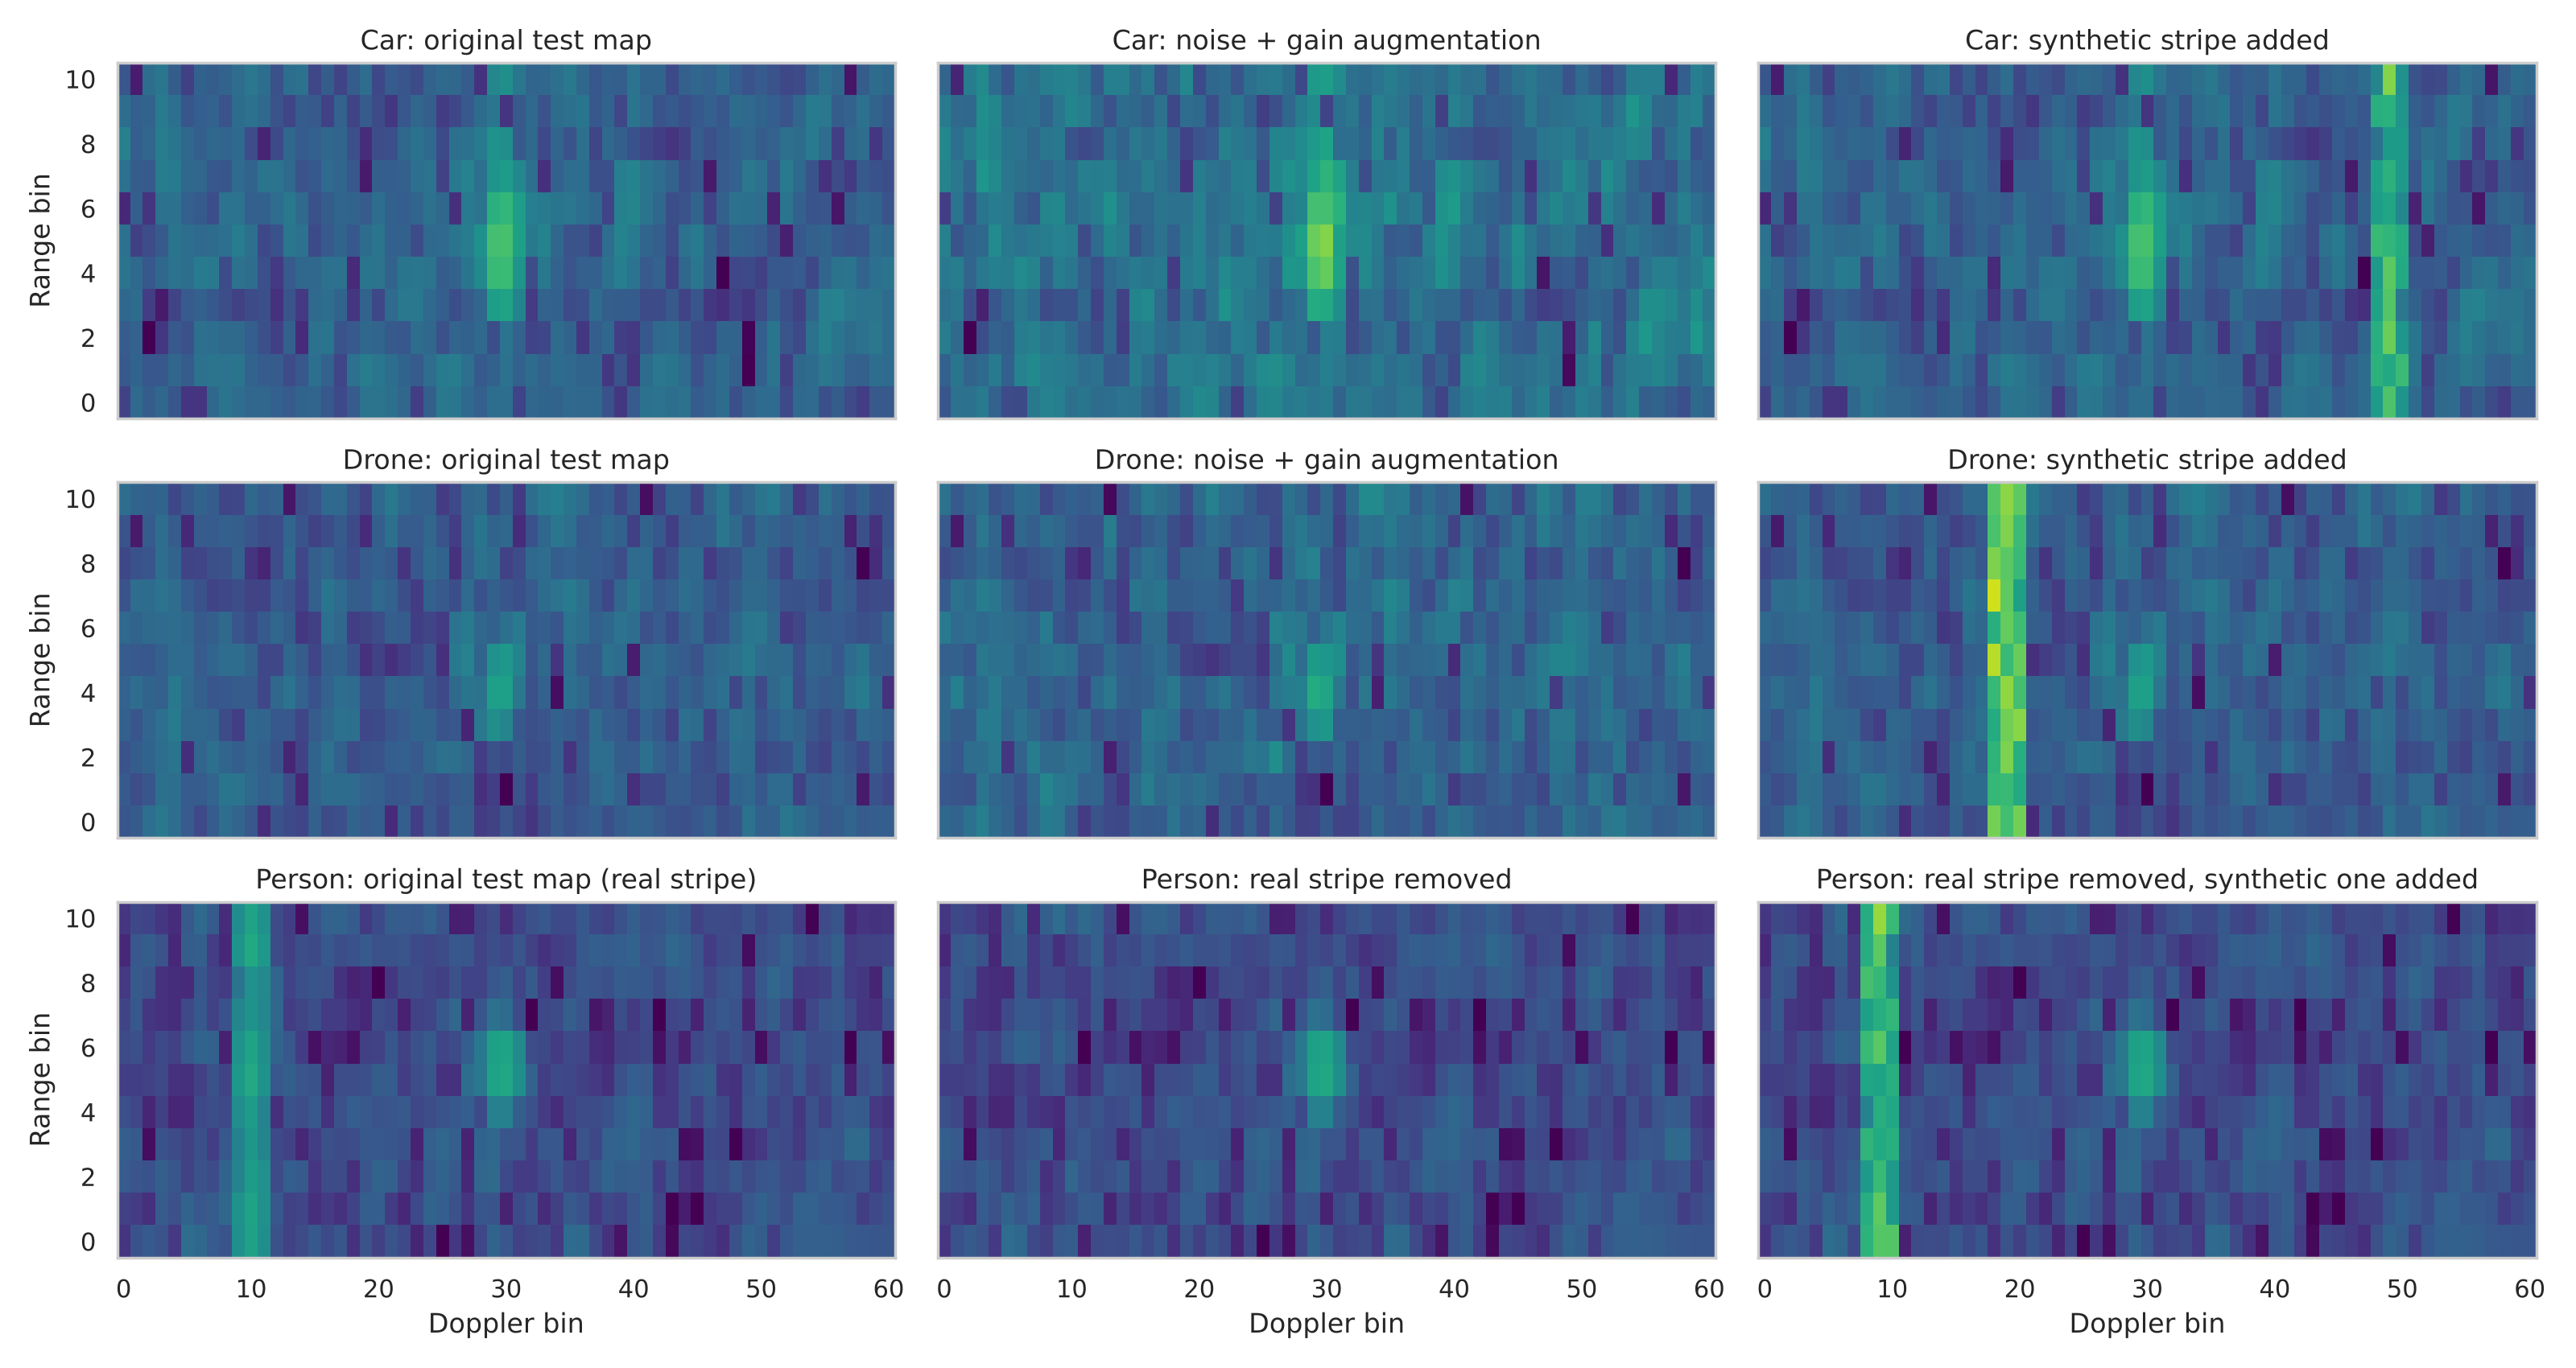 Car: original test map
Car: noise + gain augmentation
Car: synthetic stripe added
10
8
6
4
2
0
Range bin
Drone: original test map
Drone: noise + gain augmentation
Drone: synthetic stripe added
10
8
6
4
2
0
Range bin
Person: original test map (real stripe)
Person: real stripe removed
Person: real stripe removed, synthetic one added
10
8
6
4
2
0
Range bin
0 10 20 30 40 50 60
0 10 20 30 40 50 60
0 10 20 30 40 50 60
Doppler bin
Doppler bin
Doppler bin